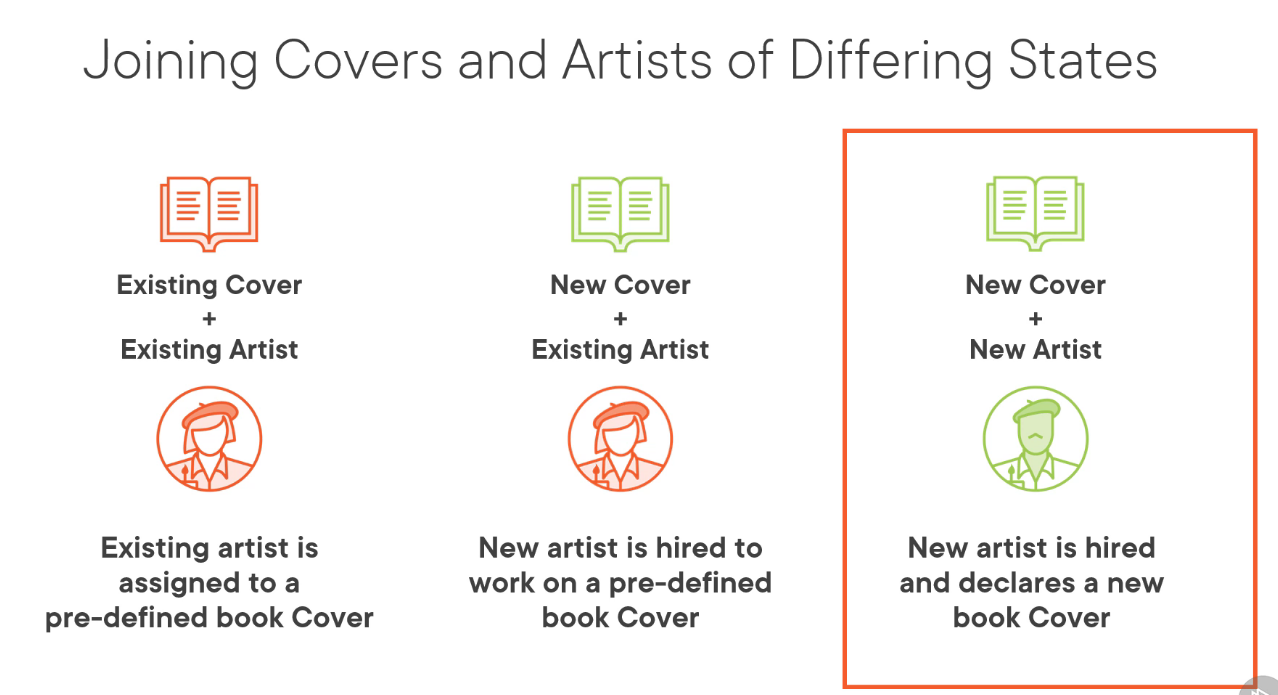 Joining Covers and Artists of Differing States
Existing Cover
+
Existing Artist
Existing artist is
assigned to a
pre-defined book Cover
New Cover
+
Existing Artist
New artist is hired to
work on a pre-defined
book Cover
New Cover
+
New Artist
New artist is hired
and declares a new
book Cover